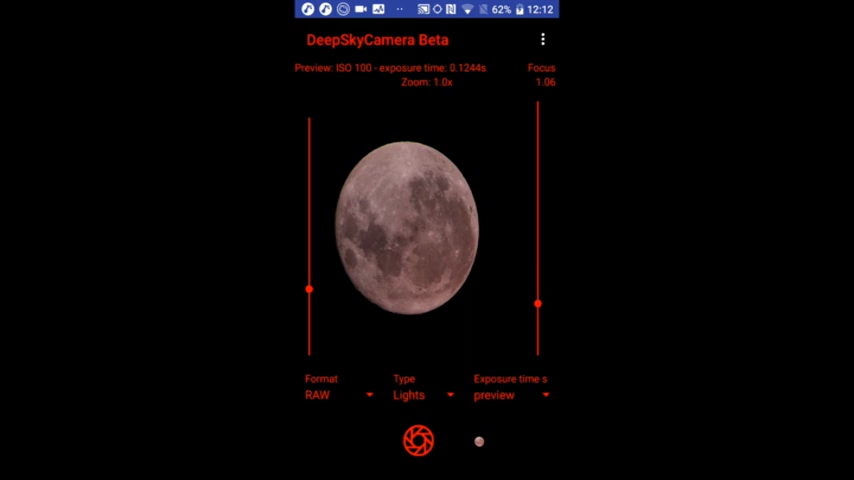 62% 12:12
DeepSkyCamera Beta
Preview: ISO 100 - exposure time: 0.1244s
Zoom: 1.0x
Focus
1.06
Format
RAW
Type
Lights
Exposure time s
preview